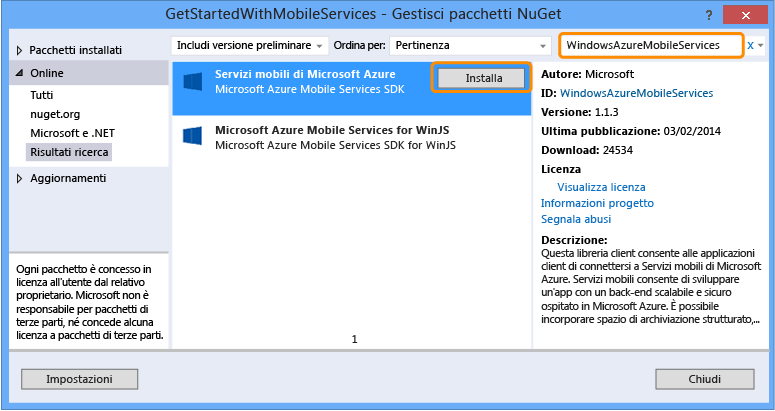 GetStartedWithMobileServices - Gestisci pacchetti NuGet
? x
Pacchetti installati
Online
Tutti
nuget.org
Microsoft e .NET
Risultati ricerca
Aggiornamenti
Ogni pacchetto è concesso in
licenza all'utente dal relativo
proprietario. Microsoft non è
responsabile per pacchetti di
terze parti, né concede alcuna
licenza a pacchetti di terze parti.
Includi versione preliminare
Ordina per: Pertinenza
Servizi mobili di Microsoft Azure
Microsoft Azure Mobile Services SDK
Installa
Microsoft Azure Mobile Services for WinJS
Microsoft Azure Mobile Services SDK for WinJS
1
WindowsAzureMobileServices x
Autore: Microsoft
ID: WindowsAzureMobileServices
Versione: 1.1.3
Ultima pubblicazione: 03/02/2014
Download: 24534
Licenza
Visualizza licenza
Informazioni progetto
Segnala abusi
Descrizione:
Questa libreria client consente alle applicazioni
client di connettersi a Servizi mobili di Microsoft
Azure. Servizi mobili consente di sviluppare
un'app con un back-end scalabile e sicuro
ospitato in Microsoft Azure. È possibile
incorporare spazio di archiviazione strutturato,...
Impostazioni
Chiudi